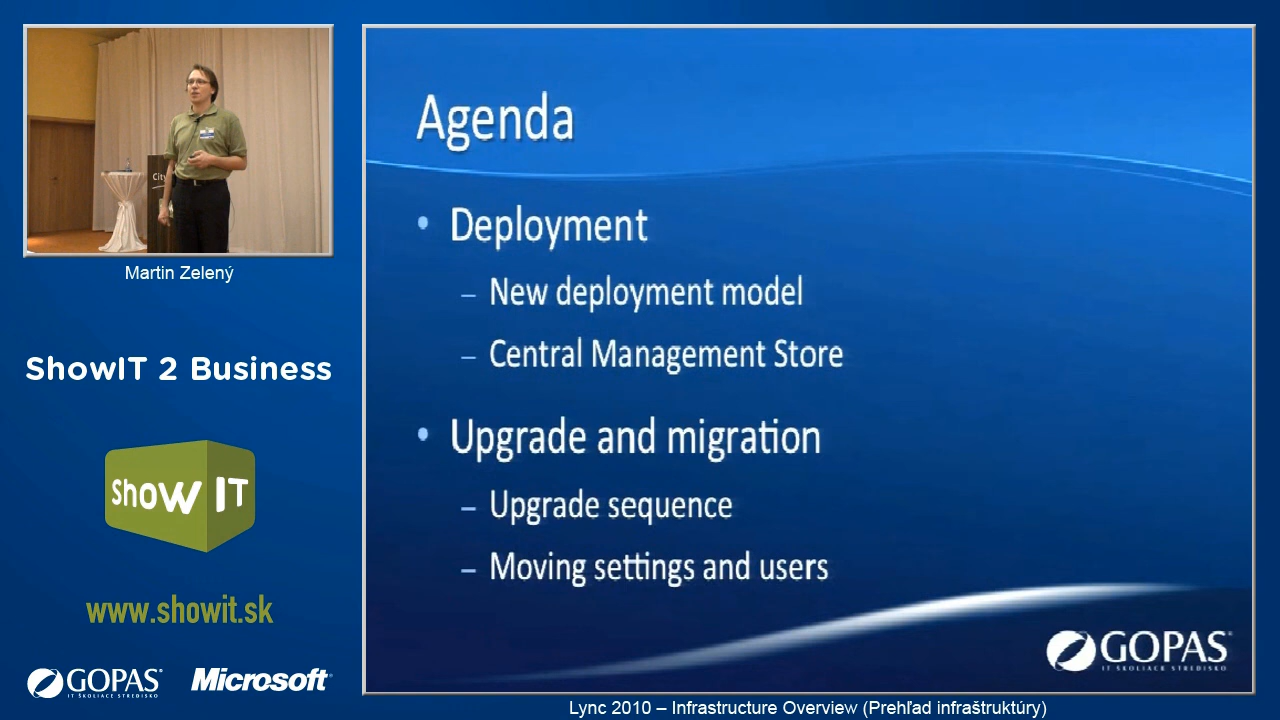 City
Martin Zelený
ShowIT 2 Business
ShoW IT
www.showit.sk
GOPAS
IT ŠKOLIACE STREDISKO
Microsoft
Agenda
• Deployment
– New deployment model
– Central Management Store
• Upgrade and migration
– Upgrade sequence
– Moving settings and users
GOPAS
IT ŠKOLIACE STREDISKO
Lync 2010 – Infrastructure Overview (Prehľad infraštruktúry)